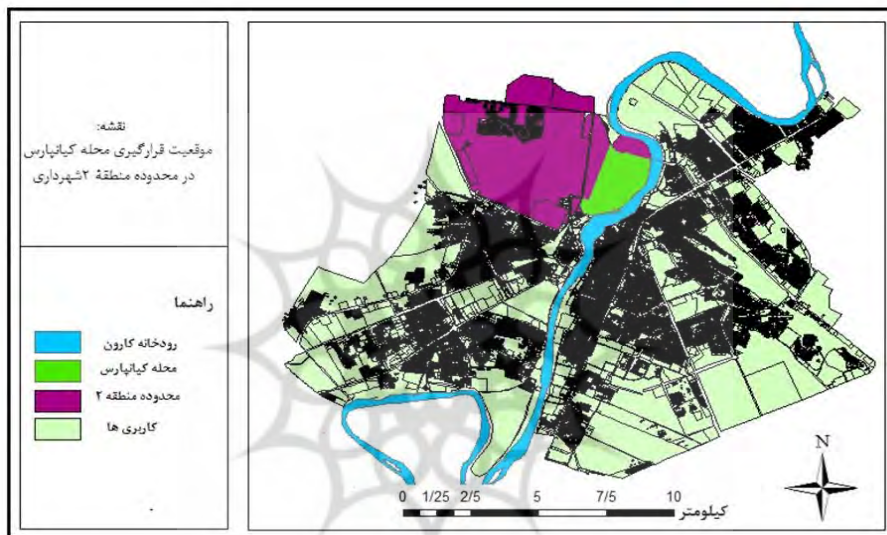 نقشه:
موقعیت قرارگیری محله کیانپارس
در محدوده منطقهٔ ۲شهرداری
راهنما
رودخانه کارون
محله کیانپارس
محدوده منطقه ۲
کاربری ها
N
0 1/25 2/5 5 7/5 10
کیلومتر